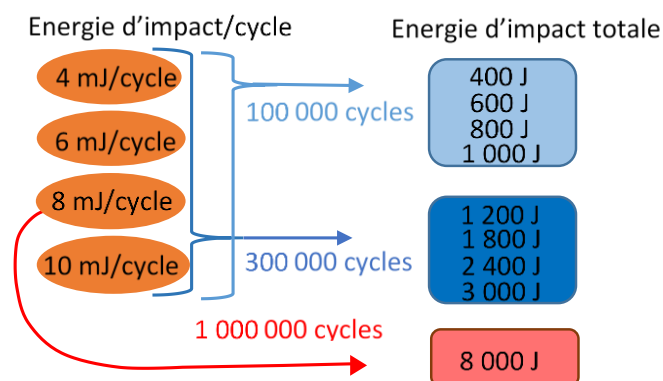 Energie d’impact/cycle
4 mJ/cycle
6 mJ/cycle
8 mJ/cycle
10 mJ/cycle
100 000 cycles
300 000 cycles
1 000 000 cycles
Energie d’impact totale
400 J
600 J
800 J
1 000 J
1 200 J
1 800 J
2 400 J
3 000 J
8 000 J